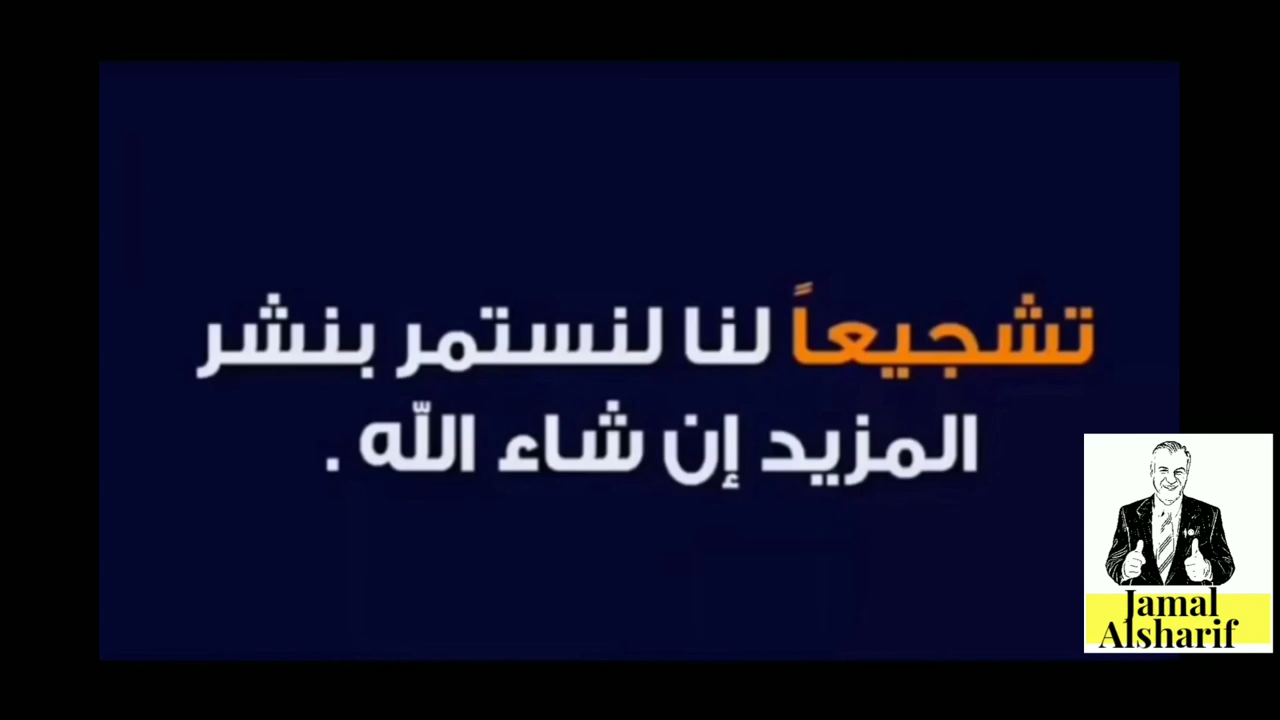 تشجيعاً لنا لنستمر بنشر
المزيد إن شاء الله .
Jamal
Alsharif